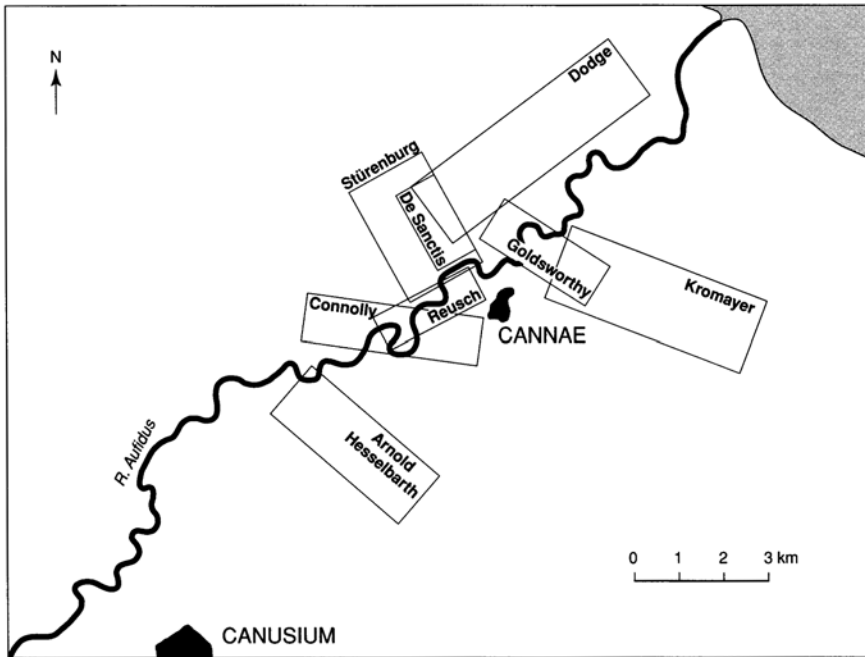 N
Dodge
Stürenburg
De Sanctis
Goldsworthy
Kromayer
Connolly
Reusch
CANNAE
R. Aufidus
Arnold
Hesselbarth
0 1 2 3 km
CANUSIUM